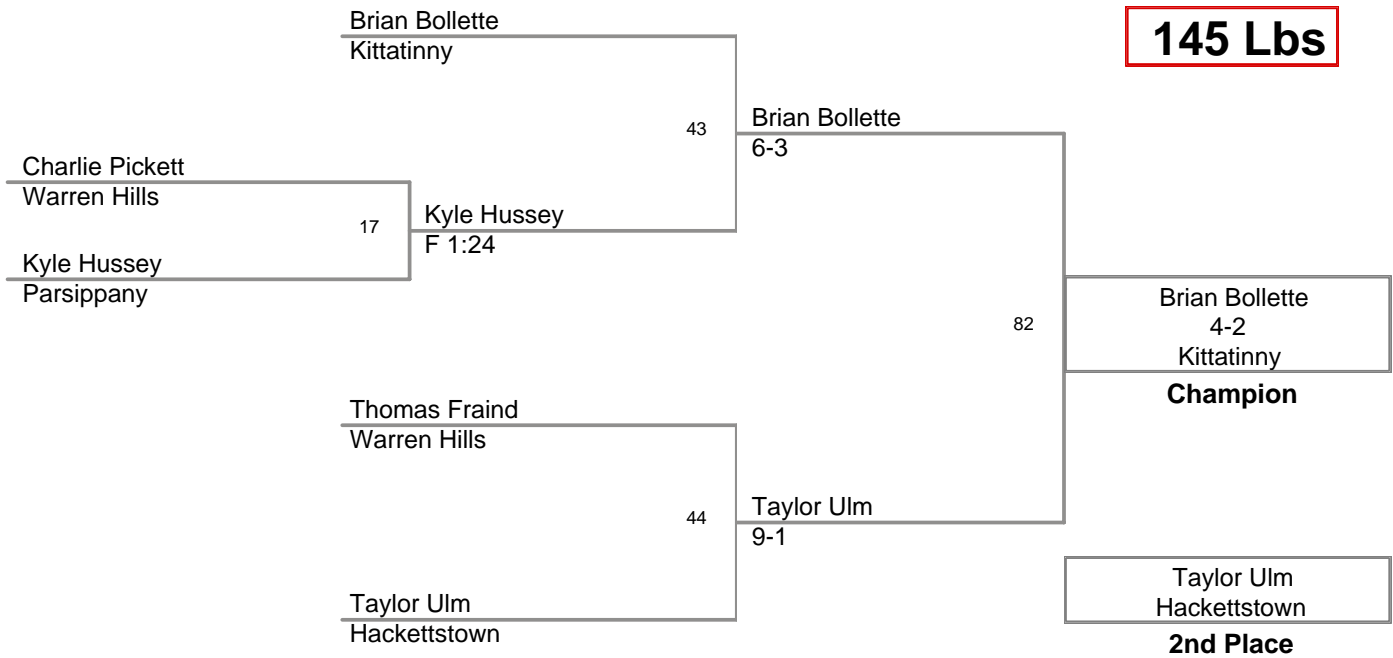 145 Lbs
Brian Bollette
Kittatinny
43
Brian Bollette
6-3
Charlie Pickett
Warren Hills
17
Kyle Hussey
F 1:24
Kyle Hussey
Parsippany
82
Brian Bollette
4-2
Kittatinny
Champion
Thomas Fraind
Warren Hills
44
Taylor Ulm
9-1
Taylor Ulm
Hackettstown
Taylor Ulm
Hackettstown
2nd Place